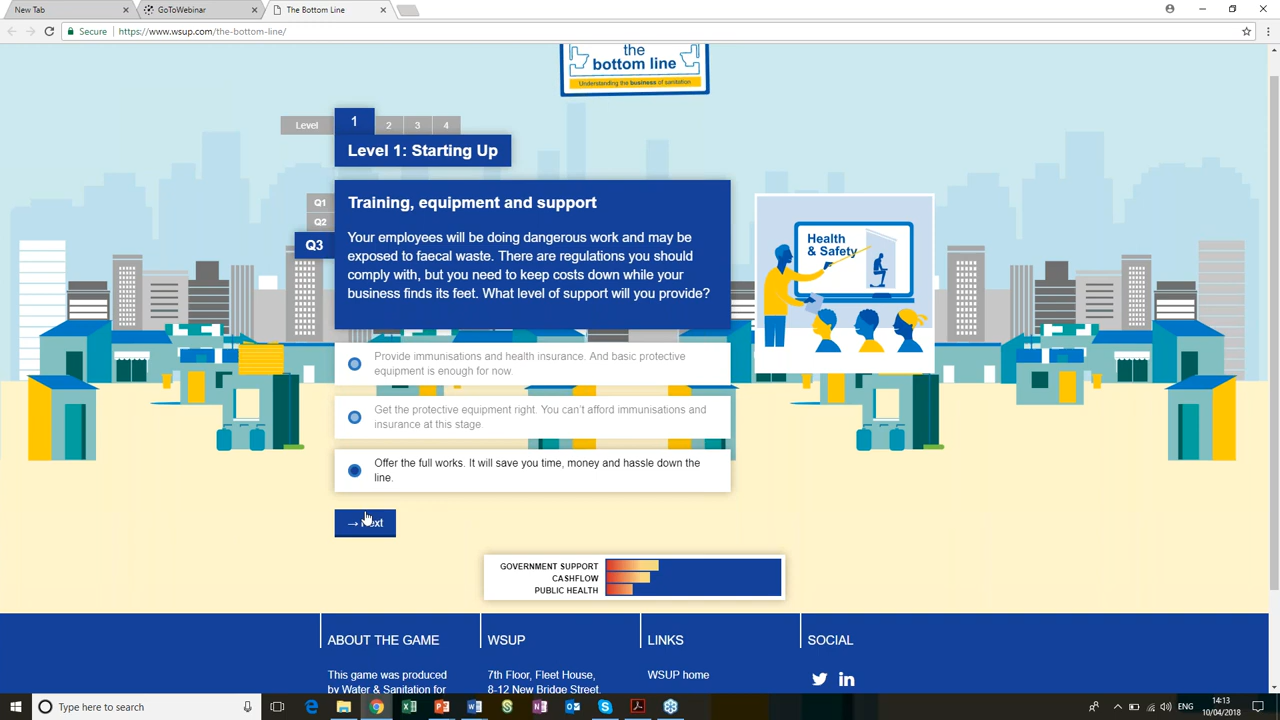 New Tab
GoToWebinar
The Bottom Line
Secure
https://www.wsup.com/the-bottom-line/
the
bottom line
Understanding the business of sanitation
Level
1
2
3
4
Level 1: Starting Up
Q1
Q2
Q3
Training, equipment and support
Your employees will be doing dangerous work and may be
exposed to faecal waste. There are regulations you should
comply with, but you need to keep costs down while your
business finds its feet. What level of support will you provide?
Health
& Safety
Provide immunisations and health insurance. And basic protective
equipment is enough for now.
Get the protective equipment right. You can't afford immunisations and
insurance at this stage.
Offer the full works. It will save you time, money and hassle down the
line.
→ Next
GOVERNMENT SUPPORT
CASHFLOW
PUBLIC HEALTH
ABOUT THE GAME
WSUP
LINKS
SOCIAL
This game was produced
by Water & Sanitation for
7th Floor, Fleet House,
8-12 New Bridge Street,
WSUP home
Type here to search
ENG
14:13
10/04/2018